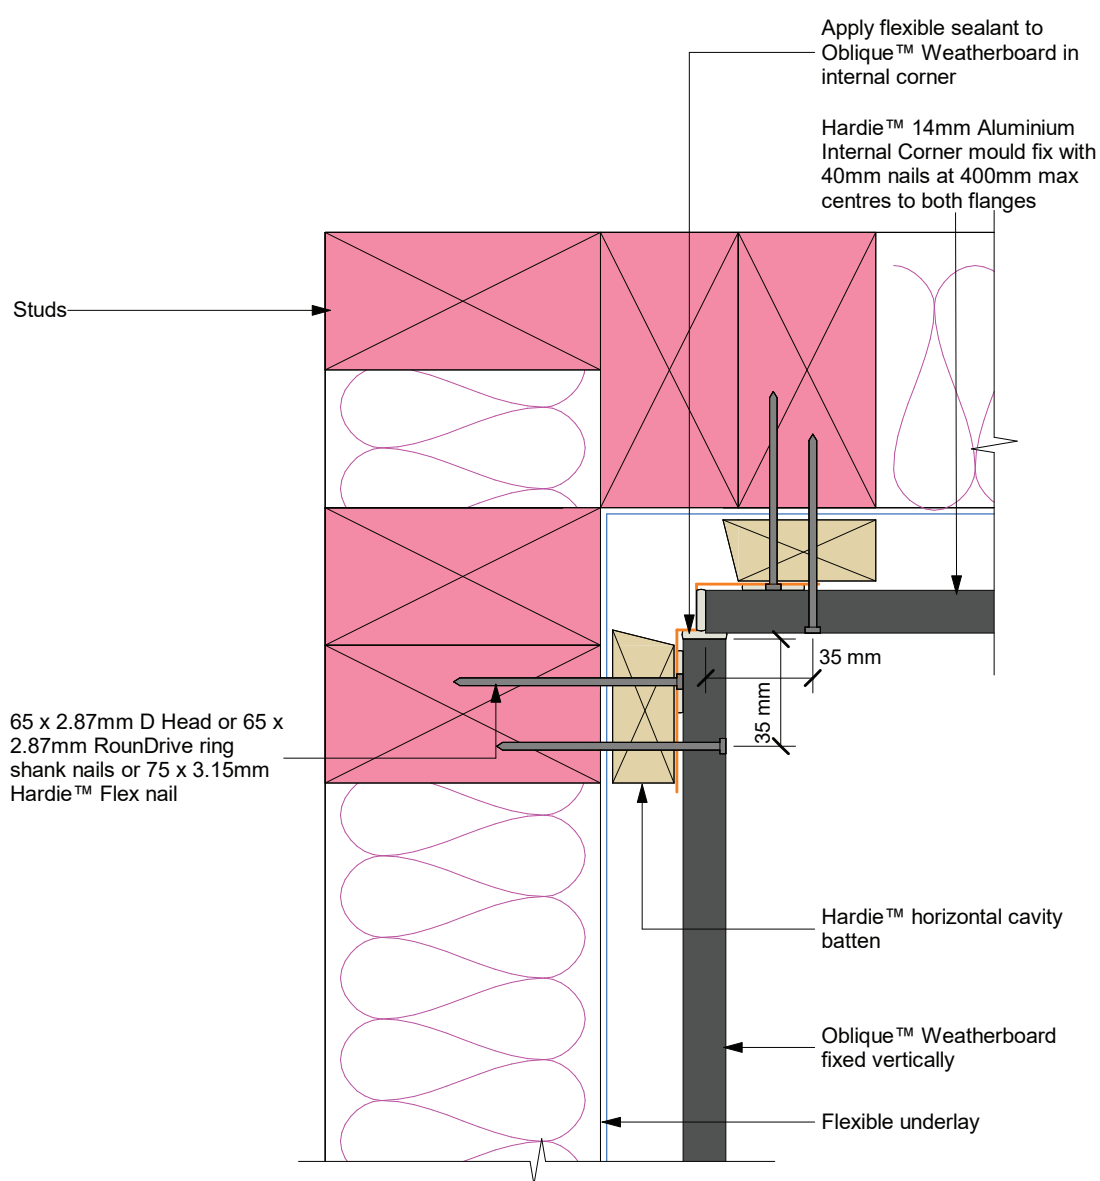 Apply flexible sealant to
Oblique™ Weatherboard in
internal corner
Hardie™ 14mm Aluminium
Internal Corner mould fix with
40mm nails at 400mm max
centres to both flanges
Studs
35 mm
35 mm
65 x 2.87mm D Head or 65 x
2.87mm RounDrive ring
shank nails or 75 x 3.15mm
Hardie™ Flex nail
Hardie™ horizontal cavity
batten
Oblique™ Weatherboard
fixed vertically
Flexible underlay